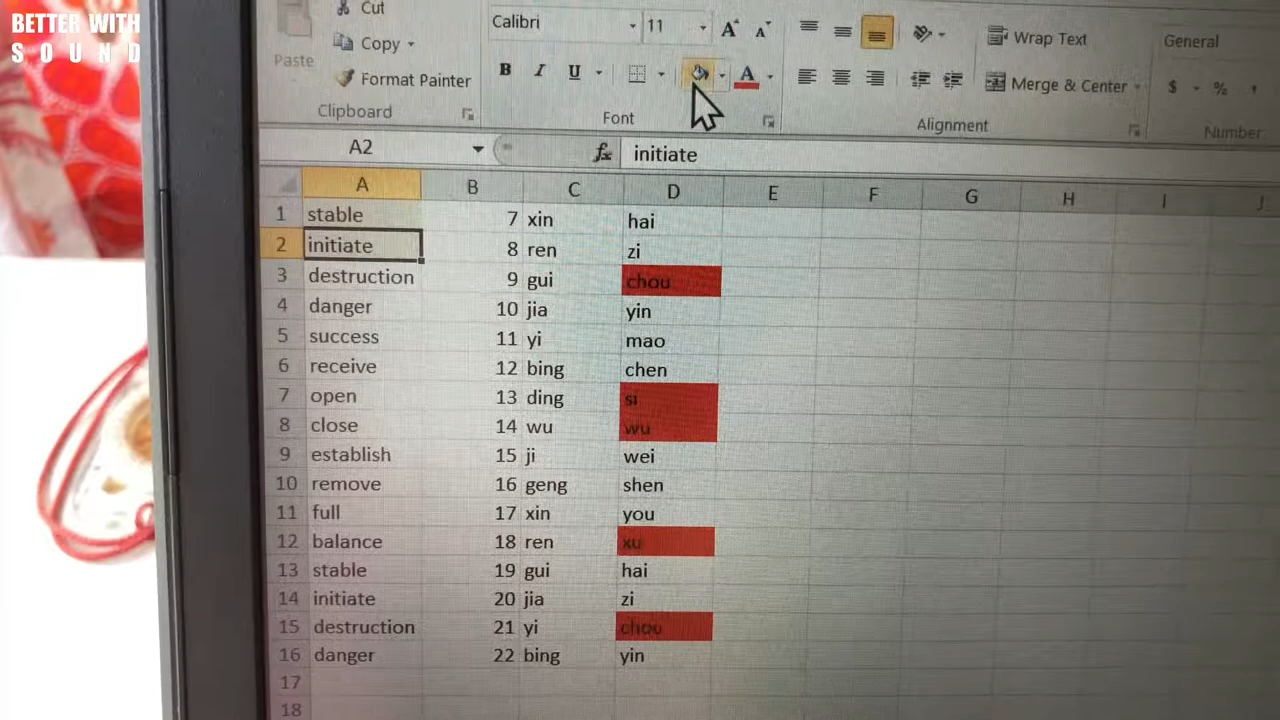 BETTER WITH
SOUND
Cut
Calibri 11 A A
Wrap Text
General
Copy
Paste
Format Painter
B I U A
Merge & Center
$ % ,
Clipboard
Font
Alignment
Number
A2 fx initiate
A B C D E F G H I J
1 stable 7 xin hai
2 initiate 8 ren zi
3 destruction 9 gui chou
4 danger 10 jia yin
5 success 11 yi mao
6 receive 12 bing chen
7 open 13 ding si
8 close 14 wu wu
9 establish 15 ji wei
10 remove 16 geng shen
11 full 17 xin you
12 balance 18 ren xu
13 stable 19 gui hai
14 initiate 20 jia zi
15 destruction 21 yi chou
16 danger 22 bing yin
17
18